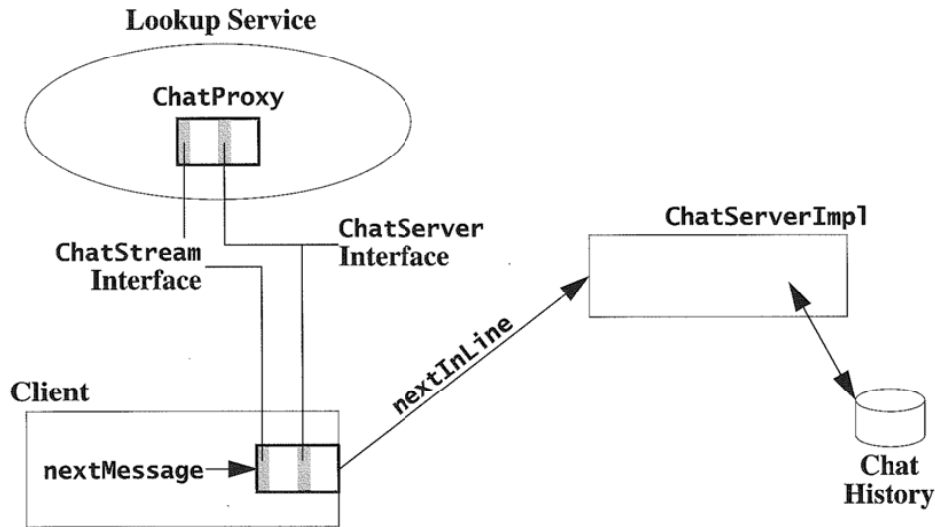 Lookup Service
ChatProxy
ChatStream
Interface
ChatServer
Interface
ChatServerImpl
nextInLine
Client
nextMessage
Chat
History